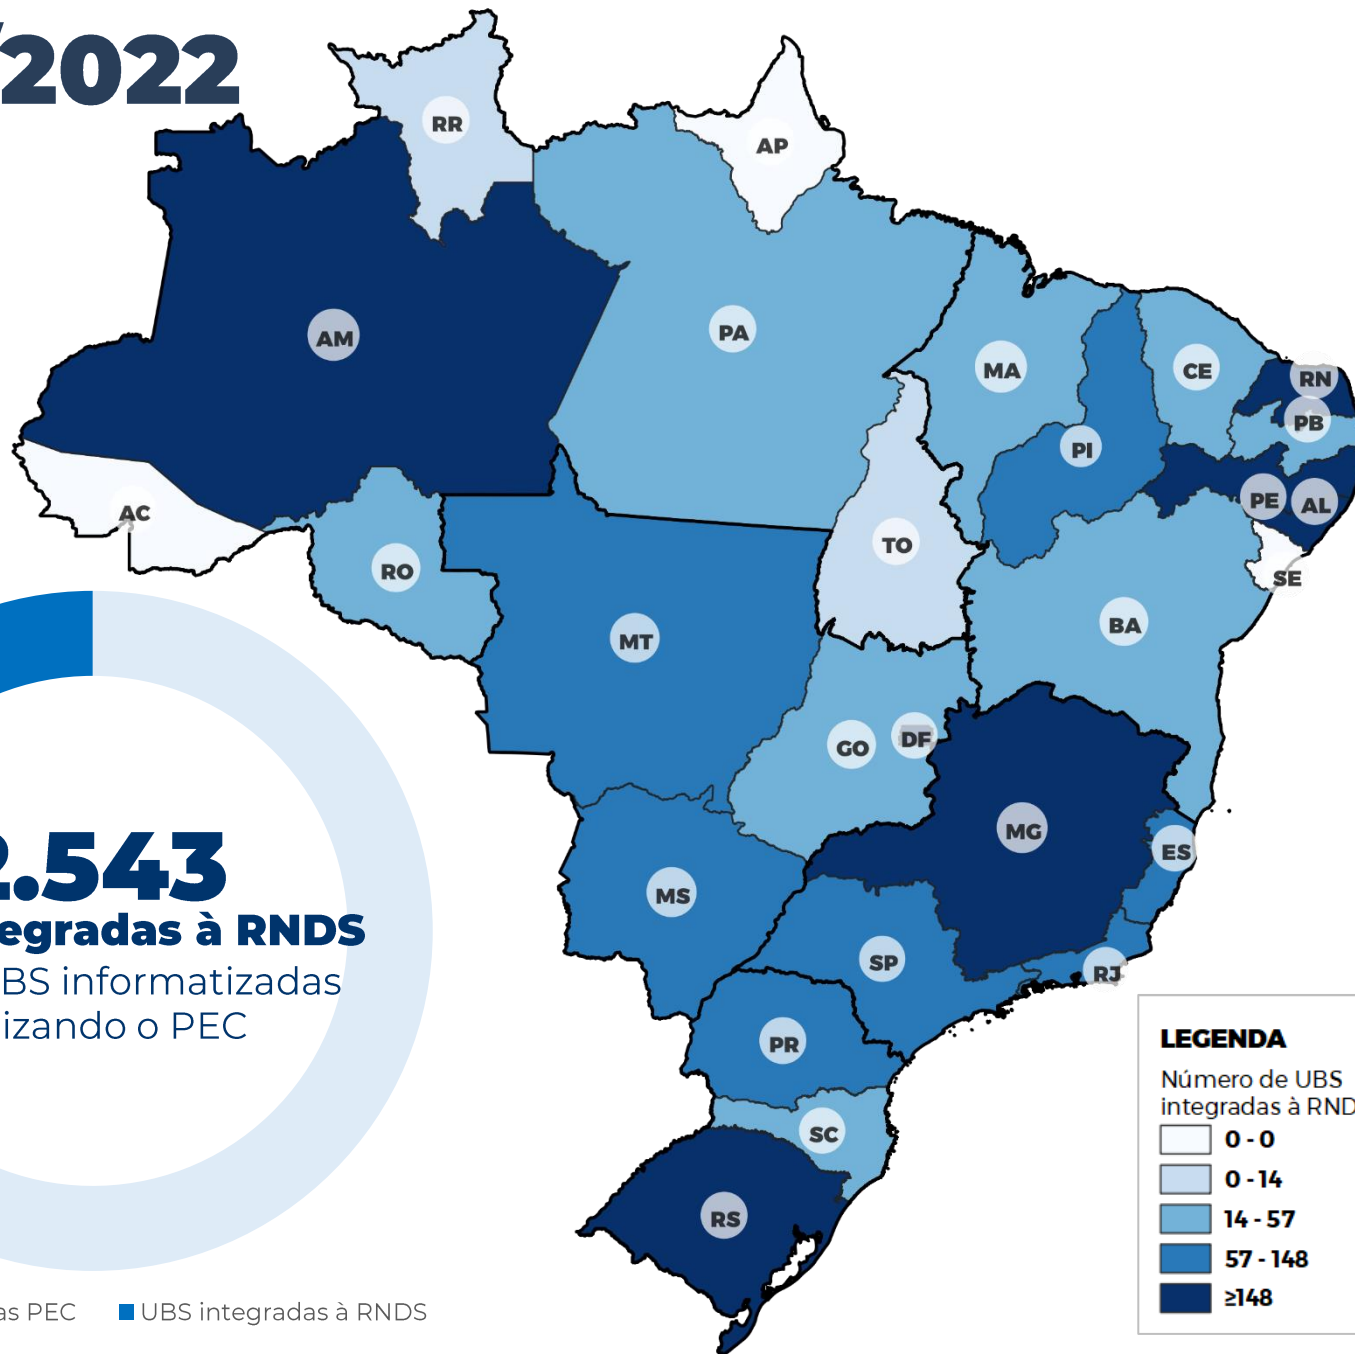 /2022
RR
AP
AM
PA
MA
CE
RN
PB
PI
PE
AL
AC
TO
SE
RO
BA
MT
GO
DF
MG
ES
MS
SP
RJ
PR
SC
RS
2.543
egradas à RNDS
BS informatizadas
izando o PEC
as PEC
UBS integradas à RNDS
LEGENDA
Número de UBS
integradas à RND
0 - 0
0 - 14
14 - 57
57 - 148
≥148